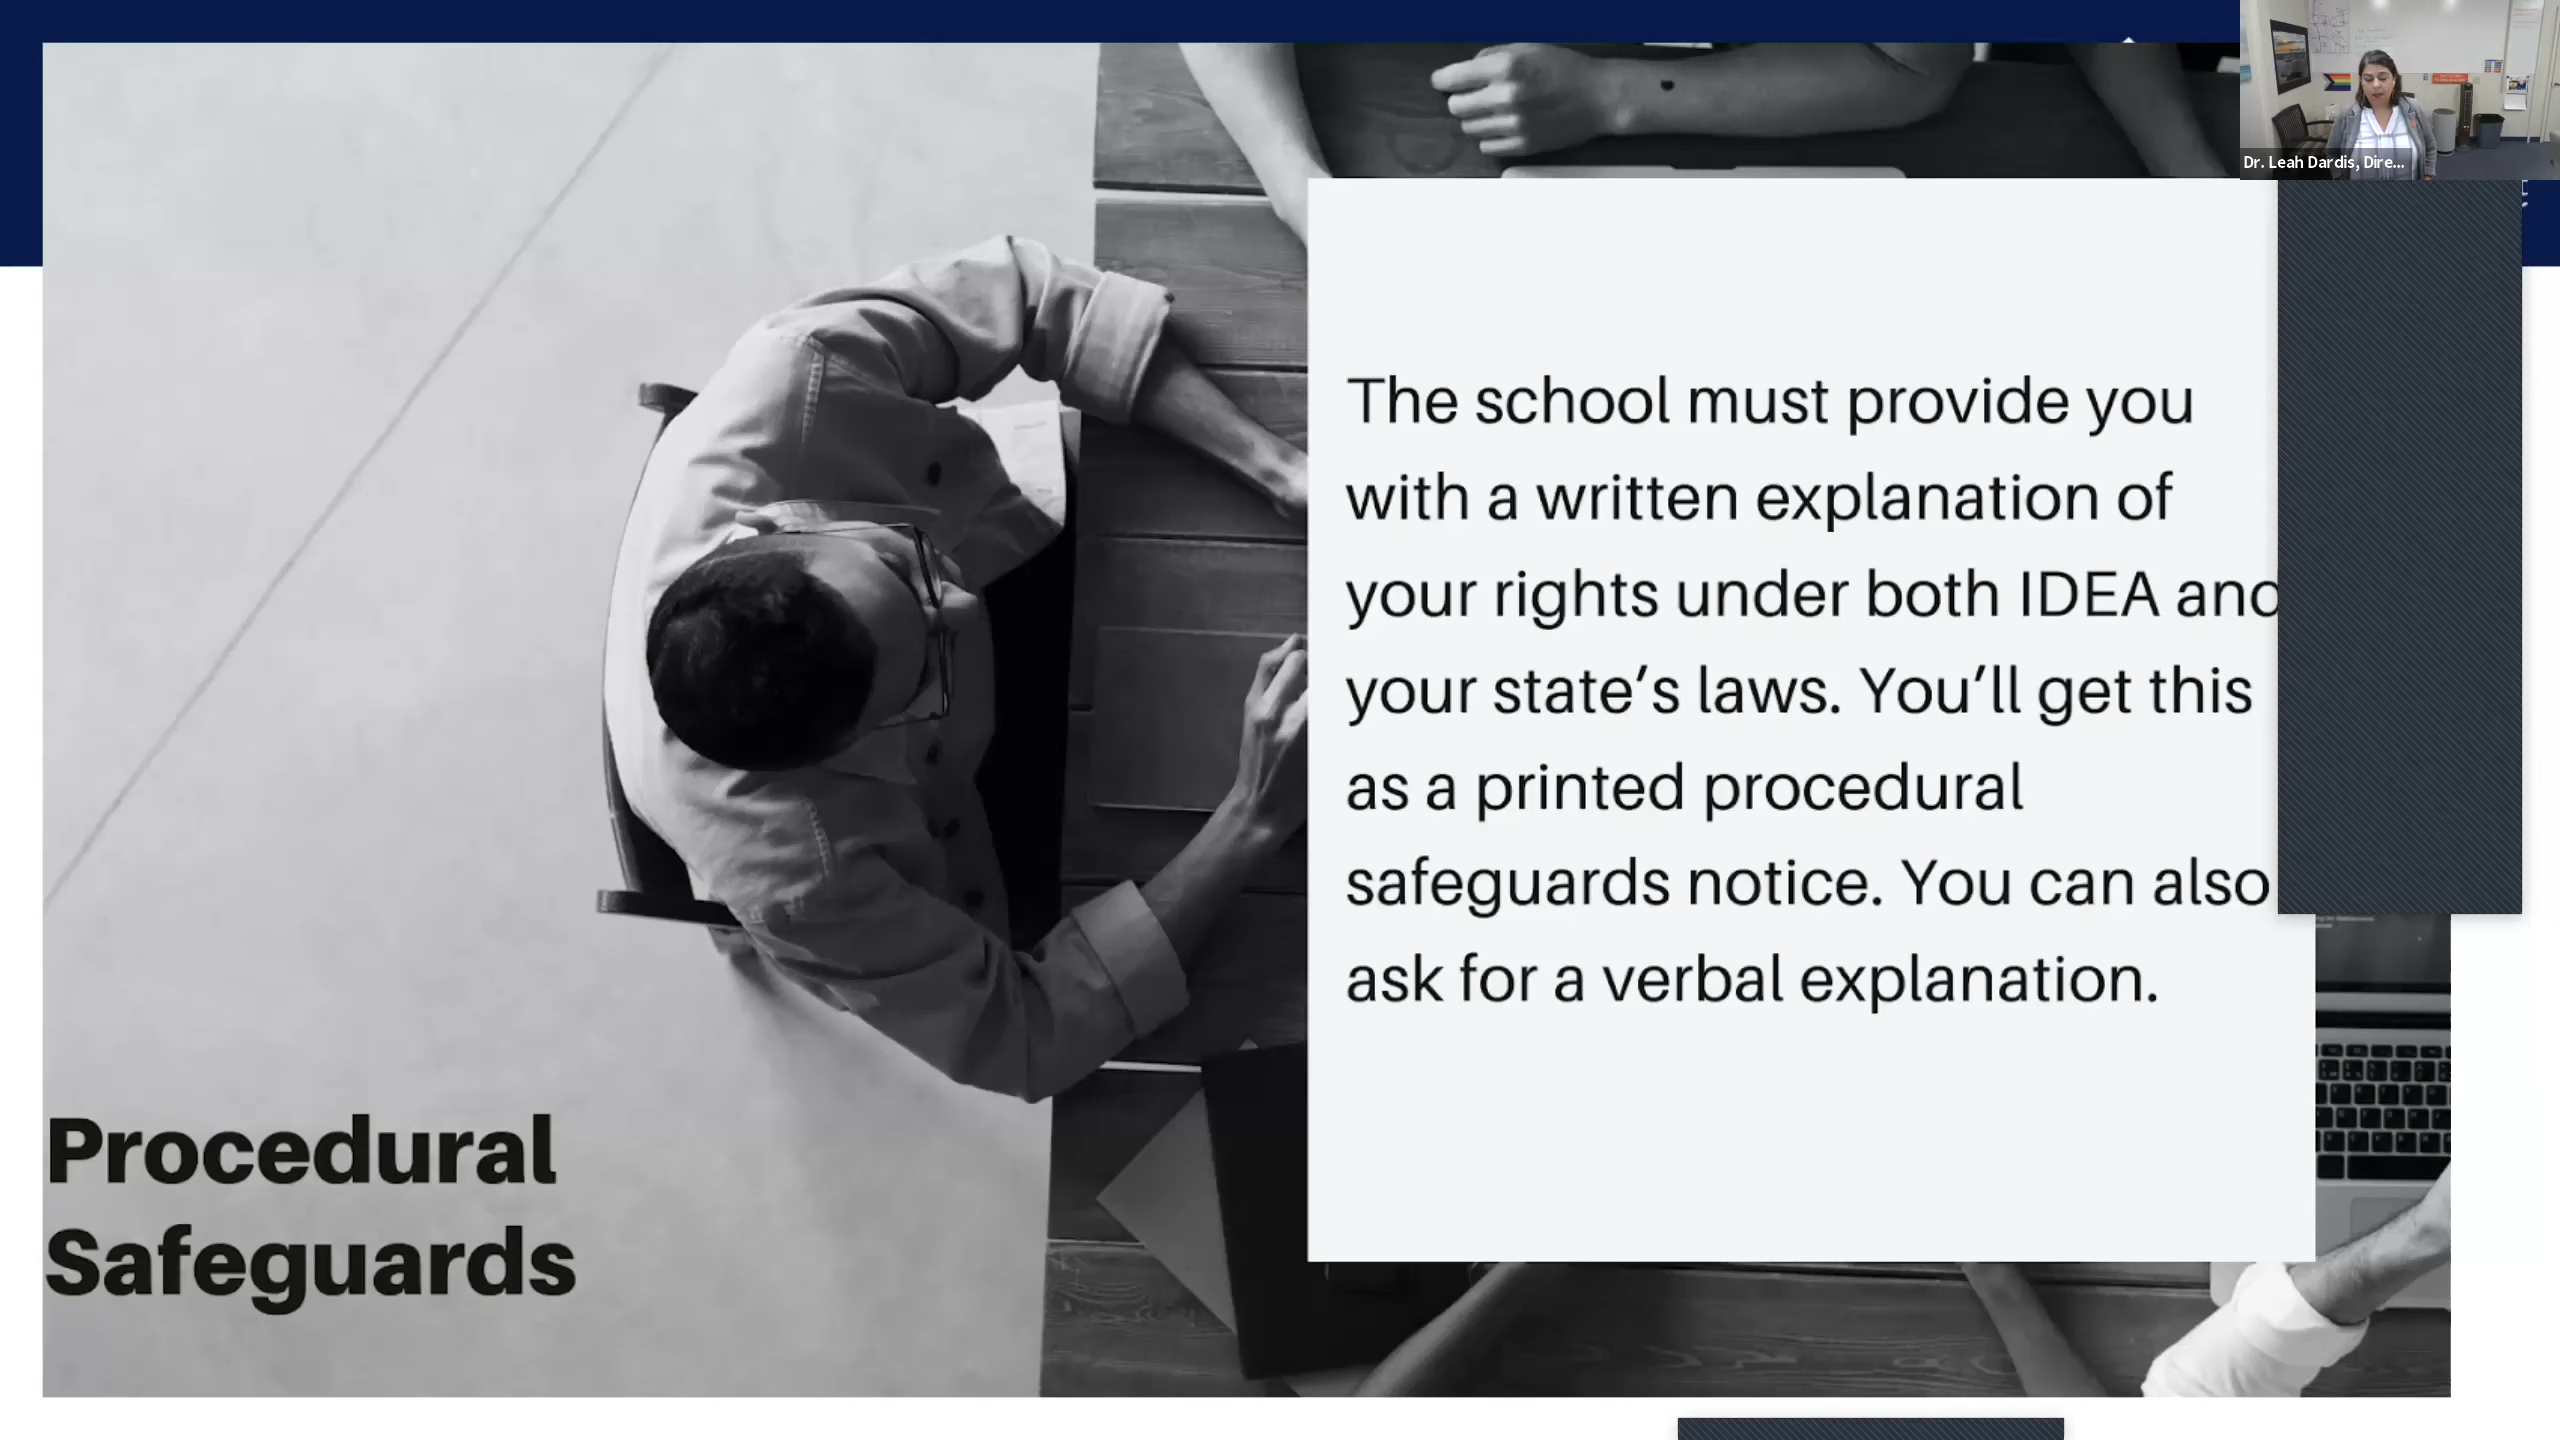 Dr. Leah Dardis, Dire...
The school must provide you
with a written explanation of
your rights under both IDEA and
your state’s laws. You’ll get this
as a printed procedural
safeguards notice. You can also
ask for a verbal explanation.
Procedural
Safeguards